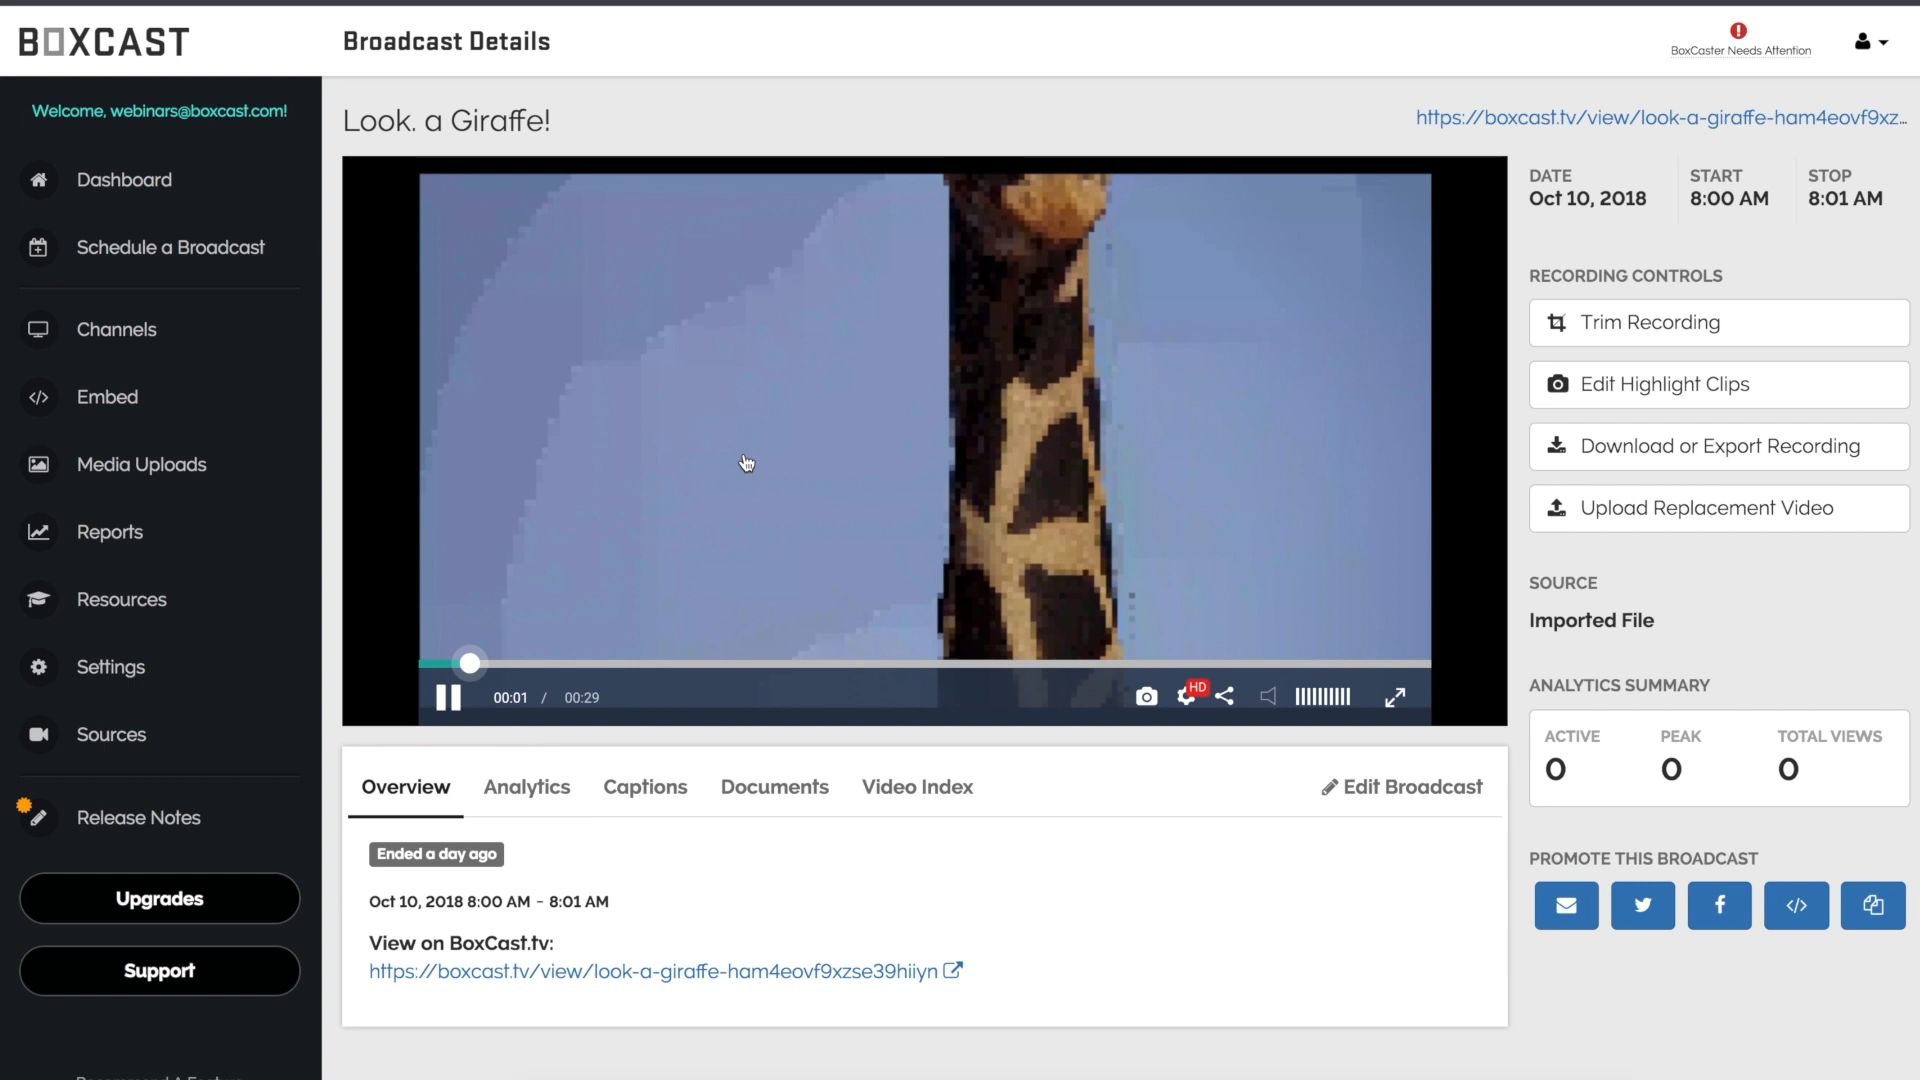 BOXCAST
Broadcast Details
BoxCaster Needs Attention
Welcome, webinars@boxcast.com!
Dashboard
Schedule a Broadcast
Channels
Embed
Media Uploads
Reports
Resources
Settings
Sources
Release Notes
Upgrades
Support
Look. a Giraffe!
https://boxcast.tv/view/look-a-giraffe-ham4eovf9xz…
00:01 / 00:29
HD
DATE
Oct 10, 2018
START
8:00 AM
STOP
8:01 AM
RECORDING CONTROLS
Trim Recording
Edit Highlight Clips
Download or Export Recording
Upload Replacement Video
SOURCE
Imported File
ANALYTICS SUMMARY
ACTIVE
0
PEAK
0
TOTAL VIEWS
0
PROMOTE THIS BROADCAST
Overview
Analytics
Captions
Documents
Video Index
Edit Broadcast
Ended a day ago
Oct 10, 2018 8:00 AM - 8:01 AM
View on BoxCast.tv:
https://boxcast.tv/view/look-a-giraffe-ham4eovf9xzse39hiiyn